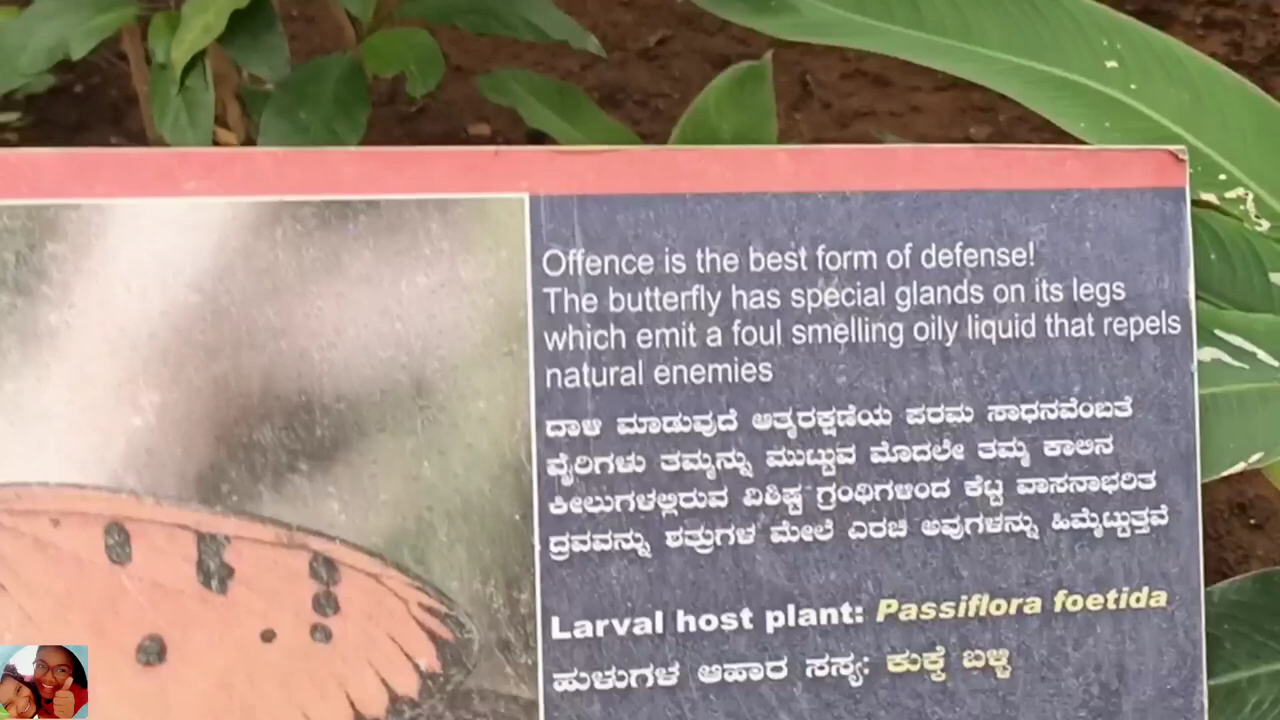 Offence is the best form of defense!
The butterfly has special glands on its legs
which emit a foul smelling oily liquid that repels
natural enemies
ದಾಳಿ ಮಾಡುವುದೆ ಆತ್ಮರಕ್ಷಣೆಯ ಪರಮ ಸಾಧನವೆಂಬತೆ
ವೈರಿಗಳು ತಮ್ಮನ್ನು ಮುಟ್ಟುವ ಮೊದಲೇ ತಮ್ಮ ಕಾಲಿನ
ಕೀಲುಗಳಲ್ಲಿರುವ ವಿಶಿಷ್ಟ ಗ್ರಂಥಿಗಳಿಂದ ಕೆಟ್ಟ ವಾಸನಾಭರಿತ
ದ್ರವವನ್ನು ಶತ್ರುಗಳ ಮೇಲೆ ಎರಚಿ ಅವುಗಳನ್ನು ಹಿಮ್ಮೆಟ್ಟುತ್ತವೆ
Larval host plant: Passiflora foetida
ಹುಳುಗಳ ಆಹಾರ ಸಸ್ಯ: ಕುಕ್ಕೆ ಬಳ್ಳಿ